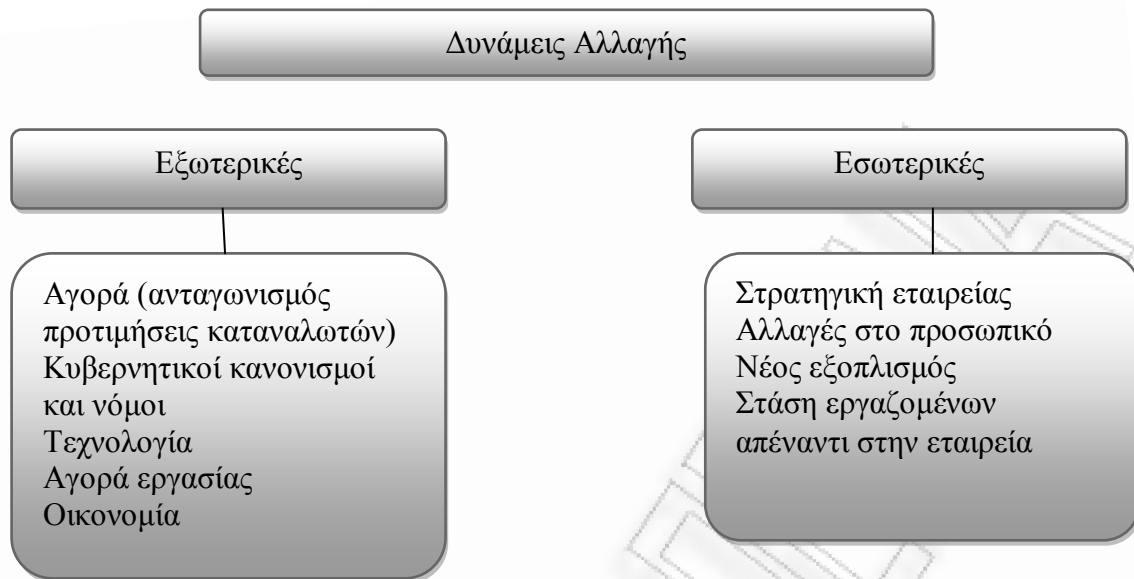 Δυνάμεις Αλλαγής
Εξωτερικές
Εσωτερικές
Αγορά (ανταγωνισμός
προτιμήσεις καταναλωτών)
Κυβερνητικοί κανονισμοί
και νόμοι
Τεχνολογία
Αγορά εργασίας
Οικονομία
Στρατηγική εταιρείας
Αλλαγές στο προσωπικό
Νέος εξοπλισμός
Στάση εργαζομένων
απέναντι στην εταιρεία